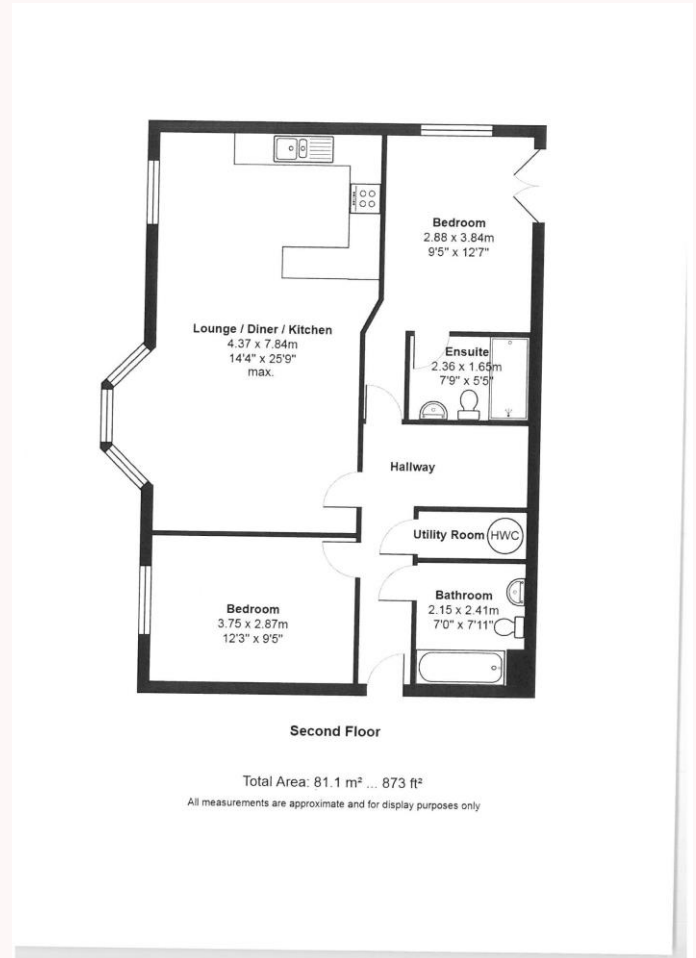 Bedroom
2.88 x 3.84m
9'5" x 12'7"
Lounge / Diner / Kitchen
4.37 x 7.84m
14'4" x 25'9"
max.
Ensuite
2.36 x 1.65m
7'9" x 5'5"
Hallway
Utility Room
HWC
Bedroom
3.75 x 2.87m
12'3" x 9'5"
Bathroom
2.15 x 2.41m
7'0" x 7'11"
Second Floor
Total Area: 81.1 m² ... 873 ft²
All measurements are approximate and for display purposes only